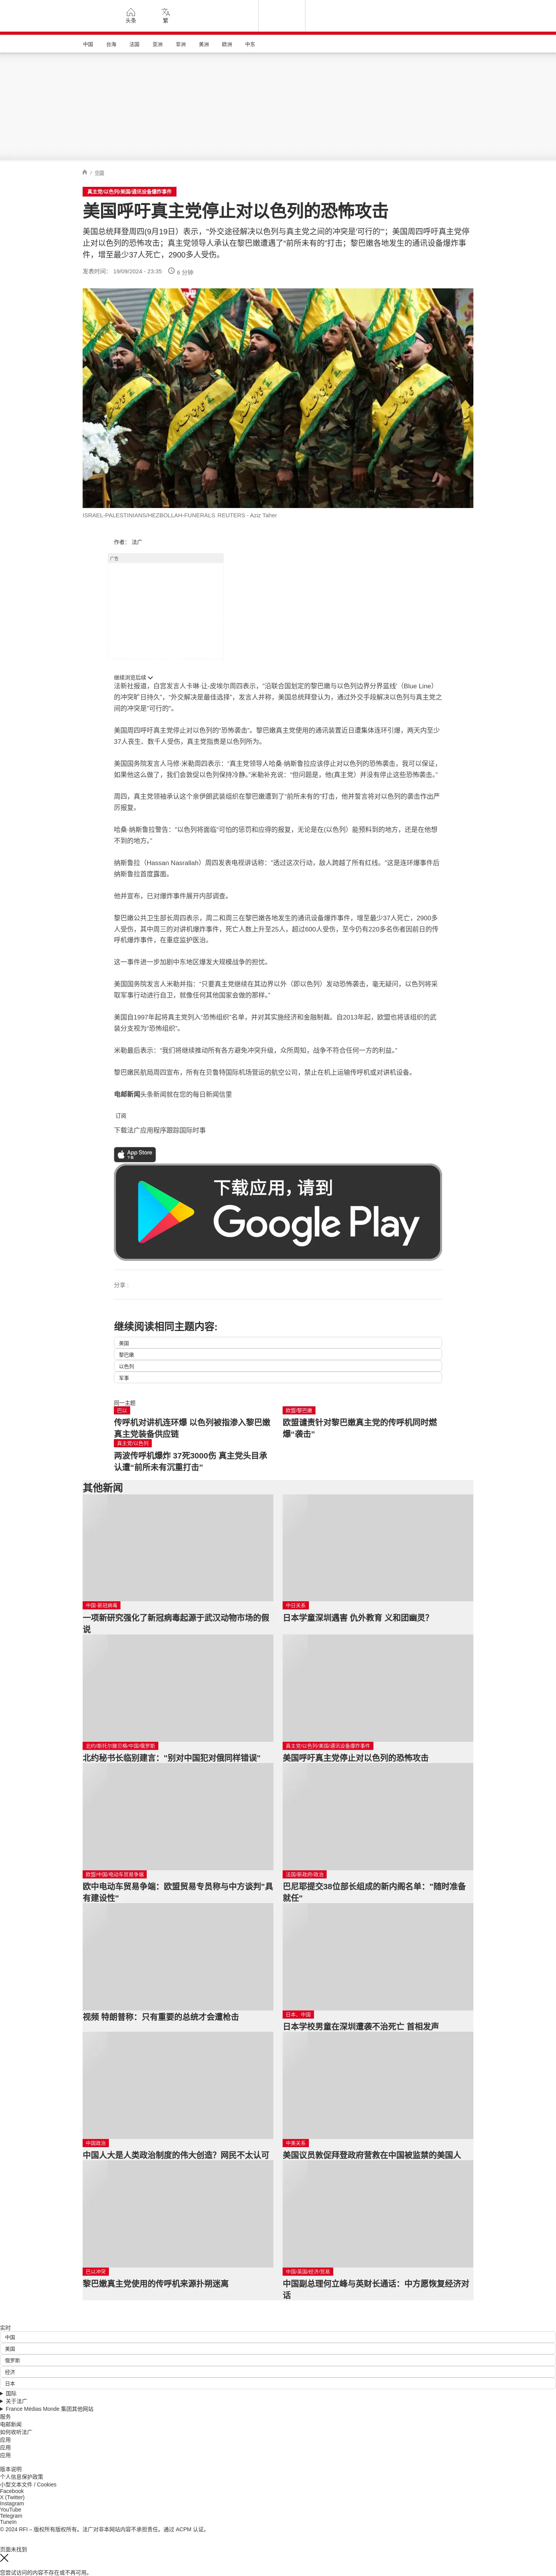 头条
繁
中国
台海
法国
亚洲
非洲
美洲
欧洲
中东
/ 中东
真主党/以色列/美国/通讯设备爆炸事件
美国呼吁真主党停止对以色列的恐怖攻击
美国总统拜登周四(9月19日）表示，"外交途径解决以色列与真主党之间的冲突是'可行的'"；美国周四呼吁真主党停
止对以色列的恐怖攻击；真主党领导人承认在黎巴嫩遭遇了"前所未有的"打击；黎巴嫩各地发生的通讯设备爆炸事
件，增至最少37人死亡，2900多人受伤。
发表时间： 19/09/2024 - 23:35 6 分钟
ISRAEL-PALESTINIANS/HEZBOLLAH-FUNERALS REUTERS - Aziz Taher
作者： 法广
广告
继续浏览后续
法新社报道，白宫发言人卡琳·让-皮埃尔周四表示，"沿联合国划定的黎巴嫩与以色列边界分界蓝线'（Blue Line）
的冲突旷日持久"，"外交解决是最佳选择"，发言人并称，美国总统拜登认为，通过外交手段解决以色列与真主党之
间的冲突是"可行的"。
美国周四呼吁真主党停止对以色列的"恐怖袭击"。黎巴嫩真主党使用的通讯装置近日遭集体连环引爆，两天内至少
37人丧生、数千人受伤，真主党指责是以色列所为。
美国国务院发言人马修·米勒周四表示："真主党领导人哈桑·纳斯鲁拉应该停止对以色列的恐怖袭击，我可以保证，
如果他这么做了，我们会敦促以色列保持冷静。"米勒补充说："但问题是，他(真主党）并没有停止这些恐怖袭击。"
周四，真主党领袖承认这个亲伊朗武装组织在黎巴嫩遭到了"前所未有的"打击，他并誓言将对以色列的袭击作出严
厉报复。
哈桑·纳斯鲁拉警告："以色列将面临"可怕的惩罚和应得的报复，无论是在(以色列）能预料到的地方，还是在他想
不到的地方。"
纳斯鲁拉（Hassan Nasrallah）周四发表电视讲话称："透过这次行动，敌人跨越了所有红线。"这是连环爆事件后
纳斯鲁拉首度露面。
他并宣布，已对爆炸事件展开内部调查。
黎巴嫩公共卫生部长周四表示，周二和周三在黎巴嫩各地发生的通讯设备爆炸事件，增至最少37人死亡，2900多
人受伤，其中周三的对讲机爆炸事件，死亡人数上升至25人，超过600人受伤，至今仍有220多名伤者因前日的传
呼机爆炸事件，在重症监护医治。
这一事件进一步加剧中东地区爆发大规模战争的担忧。
美国国务院发言人米勒并指："只要真主党继续在其边界以外（即以色列）发动恐怖袭击，毫无疑问，以色列将采
取军事行动进行自卫，就像任何其他国家会做的那样。"
美国自1997年起将真主党列入"恐怖组织"名单，并对其实施经济和金融制裁。自2013年起，欧盟也将该组织的武
装分支视为"恐怖组织"。
米勒最后表示："我们将继续推动所有各方避免冲突升级，众所周知，战争不符合任何一方的利益。"
黎巴嫩民航局周四宣布，所有在贝鲁特国际机场营运的航空公司，禁止在机上运输传呼机或对讲机设备。
电邮新闻头条新闻就在您的每日新闻信里
订阅
下载法广应用程序跟踪国际时事
App Store
下载
下载应用，请到
Google Play
分享 :
继续阅读相同主题内容:
美国
黎巴嫩
以色列
军事
同一主题
巴以
传呼机对讲机连环爆 以色列被指渗入黎巴嫩
真主党装备供应链
欧盟/黎巴嫩
欧盟谴责针对黎巴嫩真主党的传呼机同时燃
爆"袭击"
真主党/以色列
两波传呼机爆炸 37死3000伤 真主党头目承
认遭"前所未有沉重打击"
其他新闻
中国-新冠病毒
一项新研究强化了新冠病毒起源于武汉动物市场的假
说
中日关系
日本学童深圳遇害 仇外教育 义和团幽灵?
北约/斯托尔滕贝格/中国/俄罗斯
北约秘书长临别建言："别对中国犯对俄同样错误"
真主党/以色列/美国/通讯设备爆炸事件
美国呼吁真主党停止对以色列的恐怖攻击
欧盟/中国/电动车贸易争端
欧中电动车贸易争端：欧盟贸易专员称与中方谈判"具
有建设性"
法国/新政府/政治
巴尼耶提交38位部长组成的新内阁名单："随时准备
就任"
视频 特朗普称：只有重要的总统才会遭枪击
日本、中国
日本学校男童在深圳遭袭不治死亡 首相发声
中国政治
中国人大是人类政治制度的伟大创造？网民不太认可
中美关系
美国议员敦促拜登政府营救在中国被监禁的美国人
巴以冲突
黎巴嫩真主党使用的传呼机来源扑朔迷离
中国/英国/经济/贸易
中国副总理何立峰与英财长通话：中方愿恢复经济对
话
实时
中国
美国
俄罗斯
经济
日本
国际
关于法广
France Médias Monde 集团其他网站
服务
电邮新闻
如何收听法广
应用
应用
应用
版本说明
个人信息保护政策
小型文本文件 / Cookies
Facebook
X (Twitter)
Instagram
YouTube
Telegram
TuneIn
© 2024 RFI – 版权所有版权所有。法广对非本网站内容不承担责任。通过 ACPM 认证。
页面未找到
您尝试访问的内容不存在或不再可用。